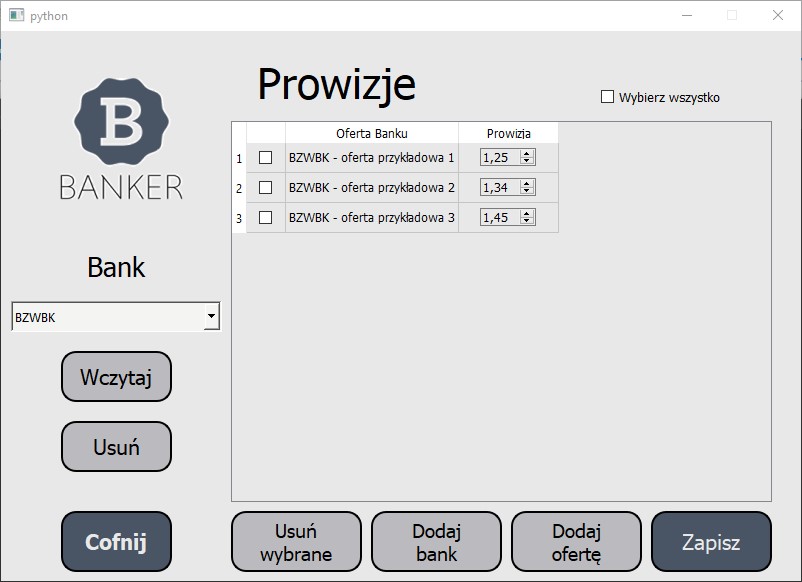 python
Prowizje
Wybierz wszystko
B
BANKER
Oferta Banku Prowizja
1 BZWBK - oferta przykładowa 1 1,25
2 BZWBK - oferta przykładowa 2 1,34
3 BZWBK - oferta przykładowa 3 1,45
Bank
BZWBK
Wczytaj
Usuń
Cofnij
Usuń
wybrane
Dodaj
bank
Dodaj
ofertę
Zapisz